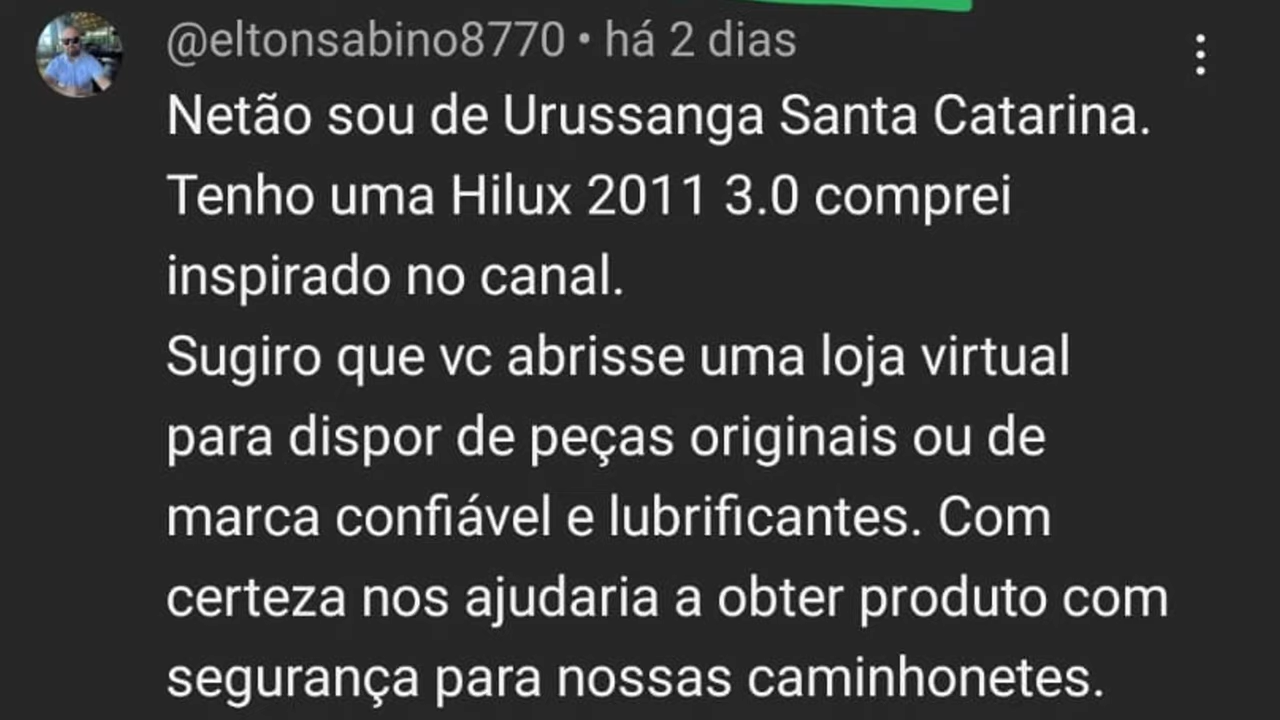 @eltonsabino8770 • há 2 dias
Netão sou de Urussanga Santa Catarina.
Tenho uma Hilux 2011 3.0 comprei
inspirado no canal.
Sugiro que vc abrisse uma loja virtual
para dispor de peças originais ou de
marca confiável e lubrificantes. Com
certeza nos ajudaria a obter produto com
segurança para nossas caminhonetes.